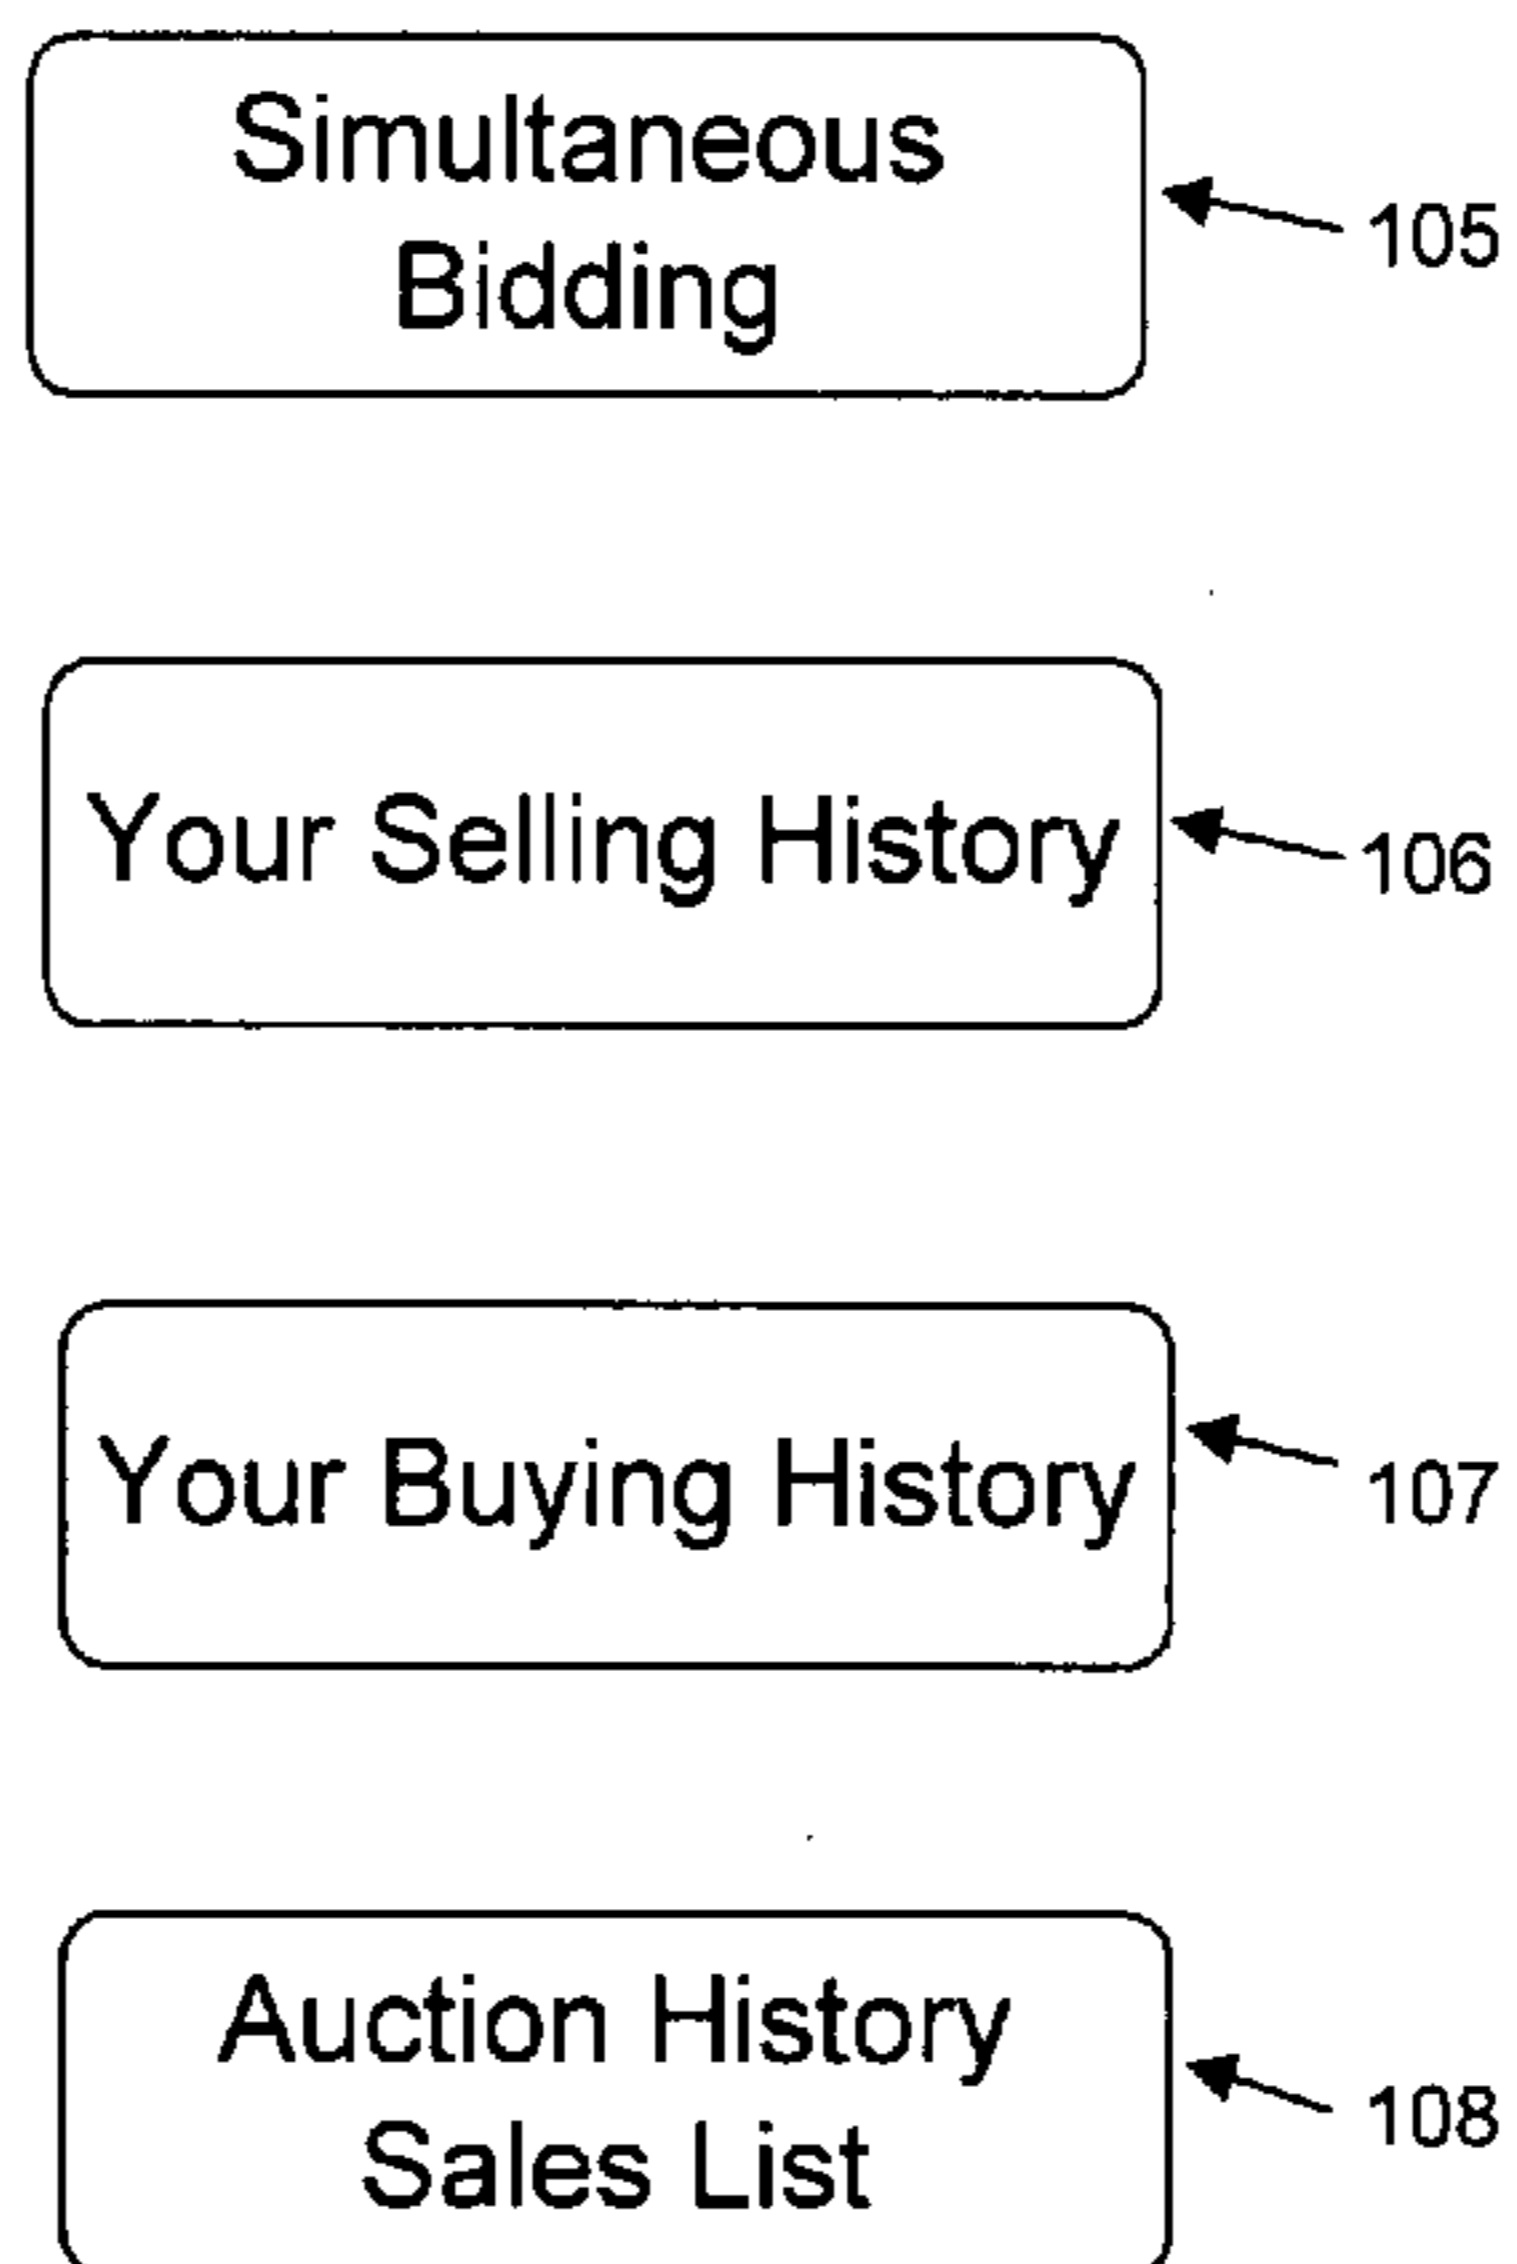 Simultaneous
Bidding
105
Your Selling History
106
Your Buying History
107
Auction History
Sales List
108